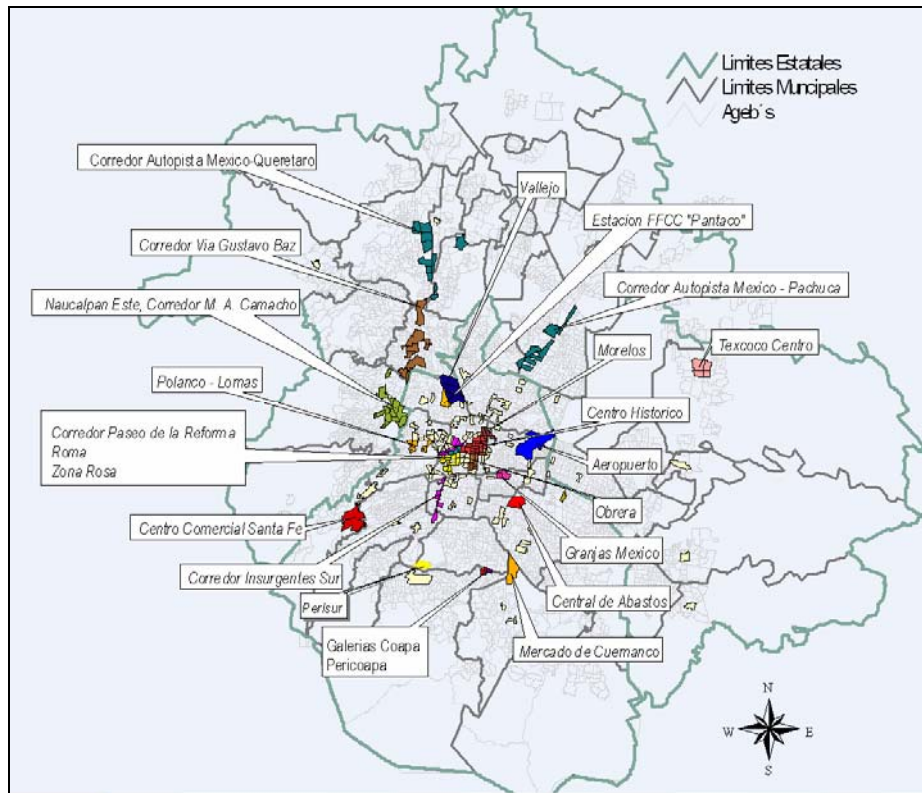 Limites Estatales
Limites Muncipales
Ageb´s
Corredor Autopista Mexico-Queretaro
Vallejo
Estacion FFCC "Pantaco"
Corredor Via Gustavo Baz
Corredor Autopista Mexico - Pachuca
Naucalpan Este, Corredor M. A. Camacho
Morelos
Texcoco Centro
Polanco - Lomas
Centro Historico
Corredor Paseo de la Reforma
Roma
Zona Rosa
Aeropuerto
Obrera
Centro Comercial Santa Fe
Granjas Mexico
Corredor Insurgentes Sur
Central de Abastos
Perisur
Galerias Coapa
Pericoapa
Mercado de Cuemanco
N
W
E
S